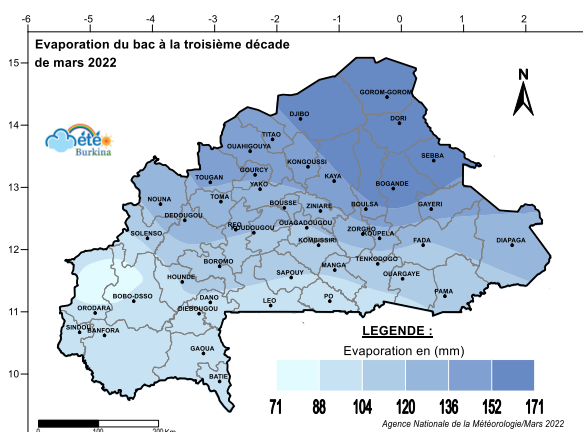 -6 -5 -4 -3 -2 -1 0 1 2
Evaporation du bac à la troisième décade
de mars 2022
15
14
13
12
11
10
N
météo
Burkina
GOROM-GOROM
DJIBO
DORI
TITAO
OUAHIGOUYA
SEBBA
KONGOUSSI
GOURCY
KAYA
TOUGAN
YAKO
BOGANDE
NOUNA
TOMA
BOUSSE
ZINIARE
BOULSA
GAYERI
DEDOUGOU
REO
KOUDOUGOU
OUAGADOUGOU
ZORGHO
KOUPELA
SOLENSO
KOMBISSIRI
FADA
DIAPAGA
BOROMO
TENKODOGO
MANGA
HOUNDE
SAPOUY
OUARGAYE
BOBO-DSSO
DANO
LEO
PO
PAMA
ORODARA
DIEBOUGOU
SINDOU
BANFORA
GAOUA
BATIE
LEGENDE :
Evaporation en (mm)
71 88 104 120 136 152 171
0 100 200 Km
Agence Nationale de la Météorologie/Mars 2022